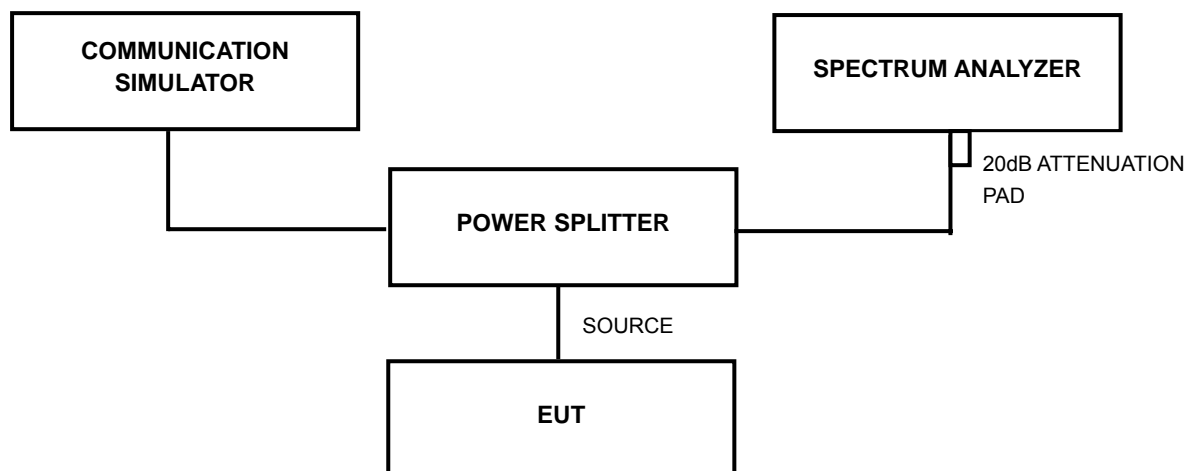 COMMUNICATION
SIMULATOR
SPECTRUM ANALYZER
20dB ATTENUATION
PAD
POWER SPLITTER
SOURCE
EUT